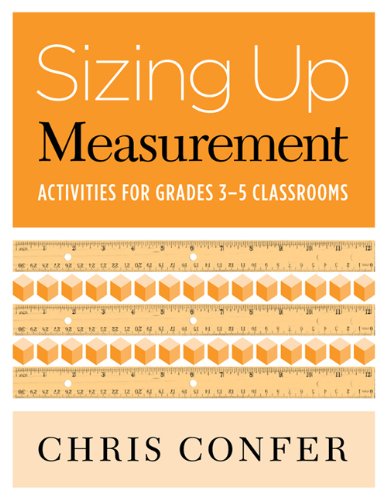 Sizing Up
Measurement
ACTIVITIES FOR GRADES 3–5 CLASSROOMS
CHRIS CONFER